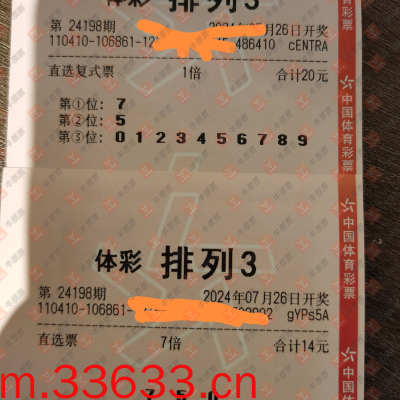 体彩 排列3
第 24198期 2024年07月26日开奖
110410-106861-12 486410 cENTRA
直选复式票 1倍 合计20元
第①位: 7
第②位: 5
第③位: 0 1 2 3 4 5 6 7 8 9
中国体育彩票
体彩 排列3
第 24198期 2024年07月26日开奖
110410-106861- gYPs5A
直选票 7倍 合计14元
中国体育彩票
m.33633.cn